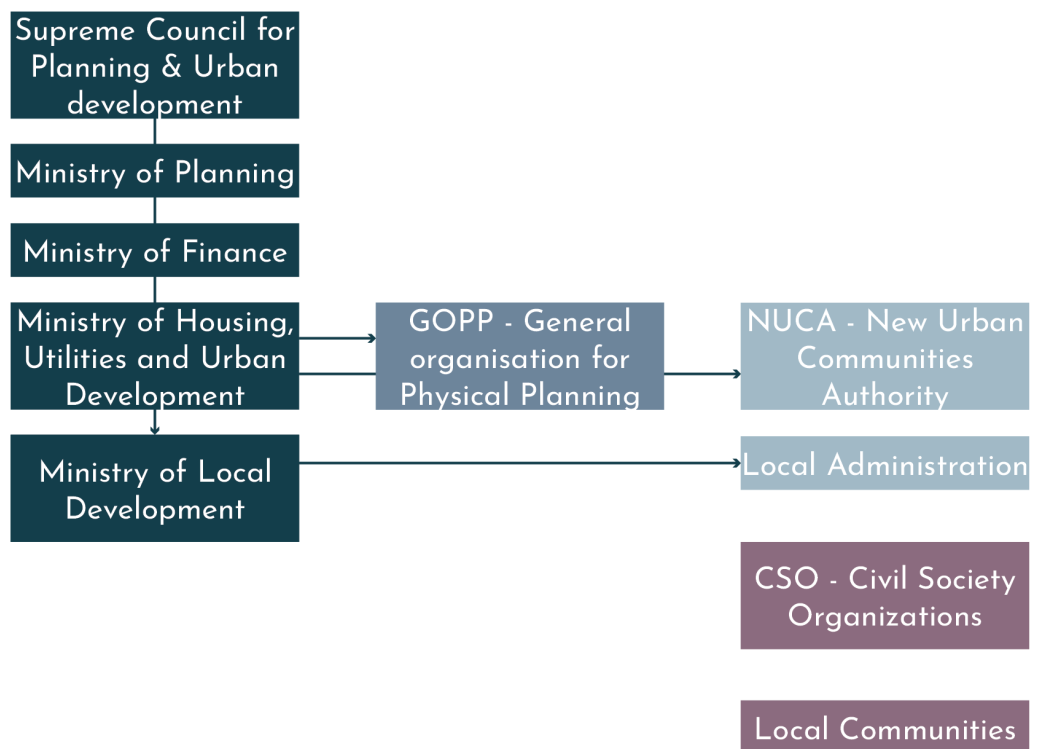 Supreme Council for
Planning & Urban
development
Ministry of Planning
Ministry of Finance
Ministry of Housing,
Utilities and Urban
Development
GOPP - General
organisation for
Physical Planning
NUCA - New Urban
Communities
Authority
Ministry of Local
Development
Local Administration
CSO - Civil Society
Organizations
Local Communities